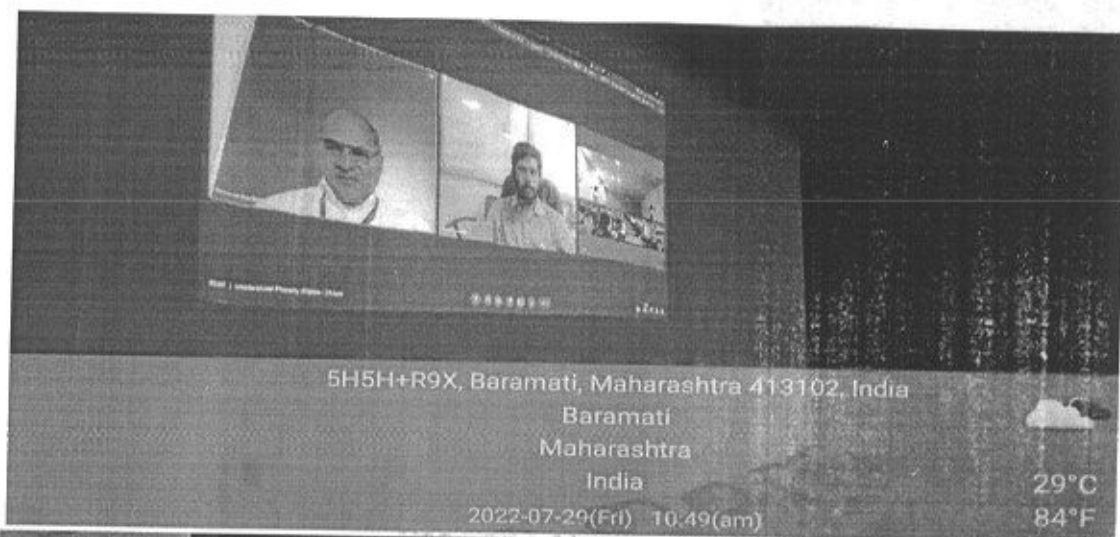 5H5H+R9X, Baramati, Maharashtra 413102, India
Baramati
Maharashtra
India
29°C
2022-07-29(Fri) 10:49(am)
84°F